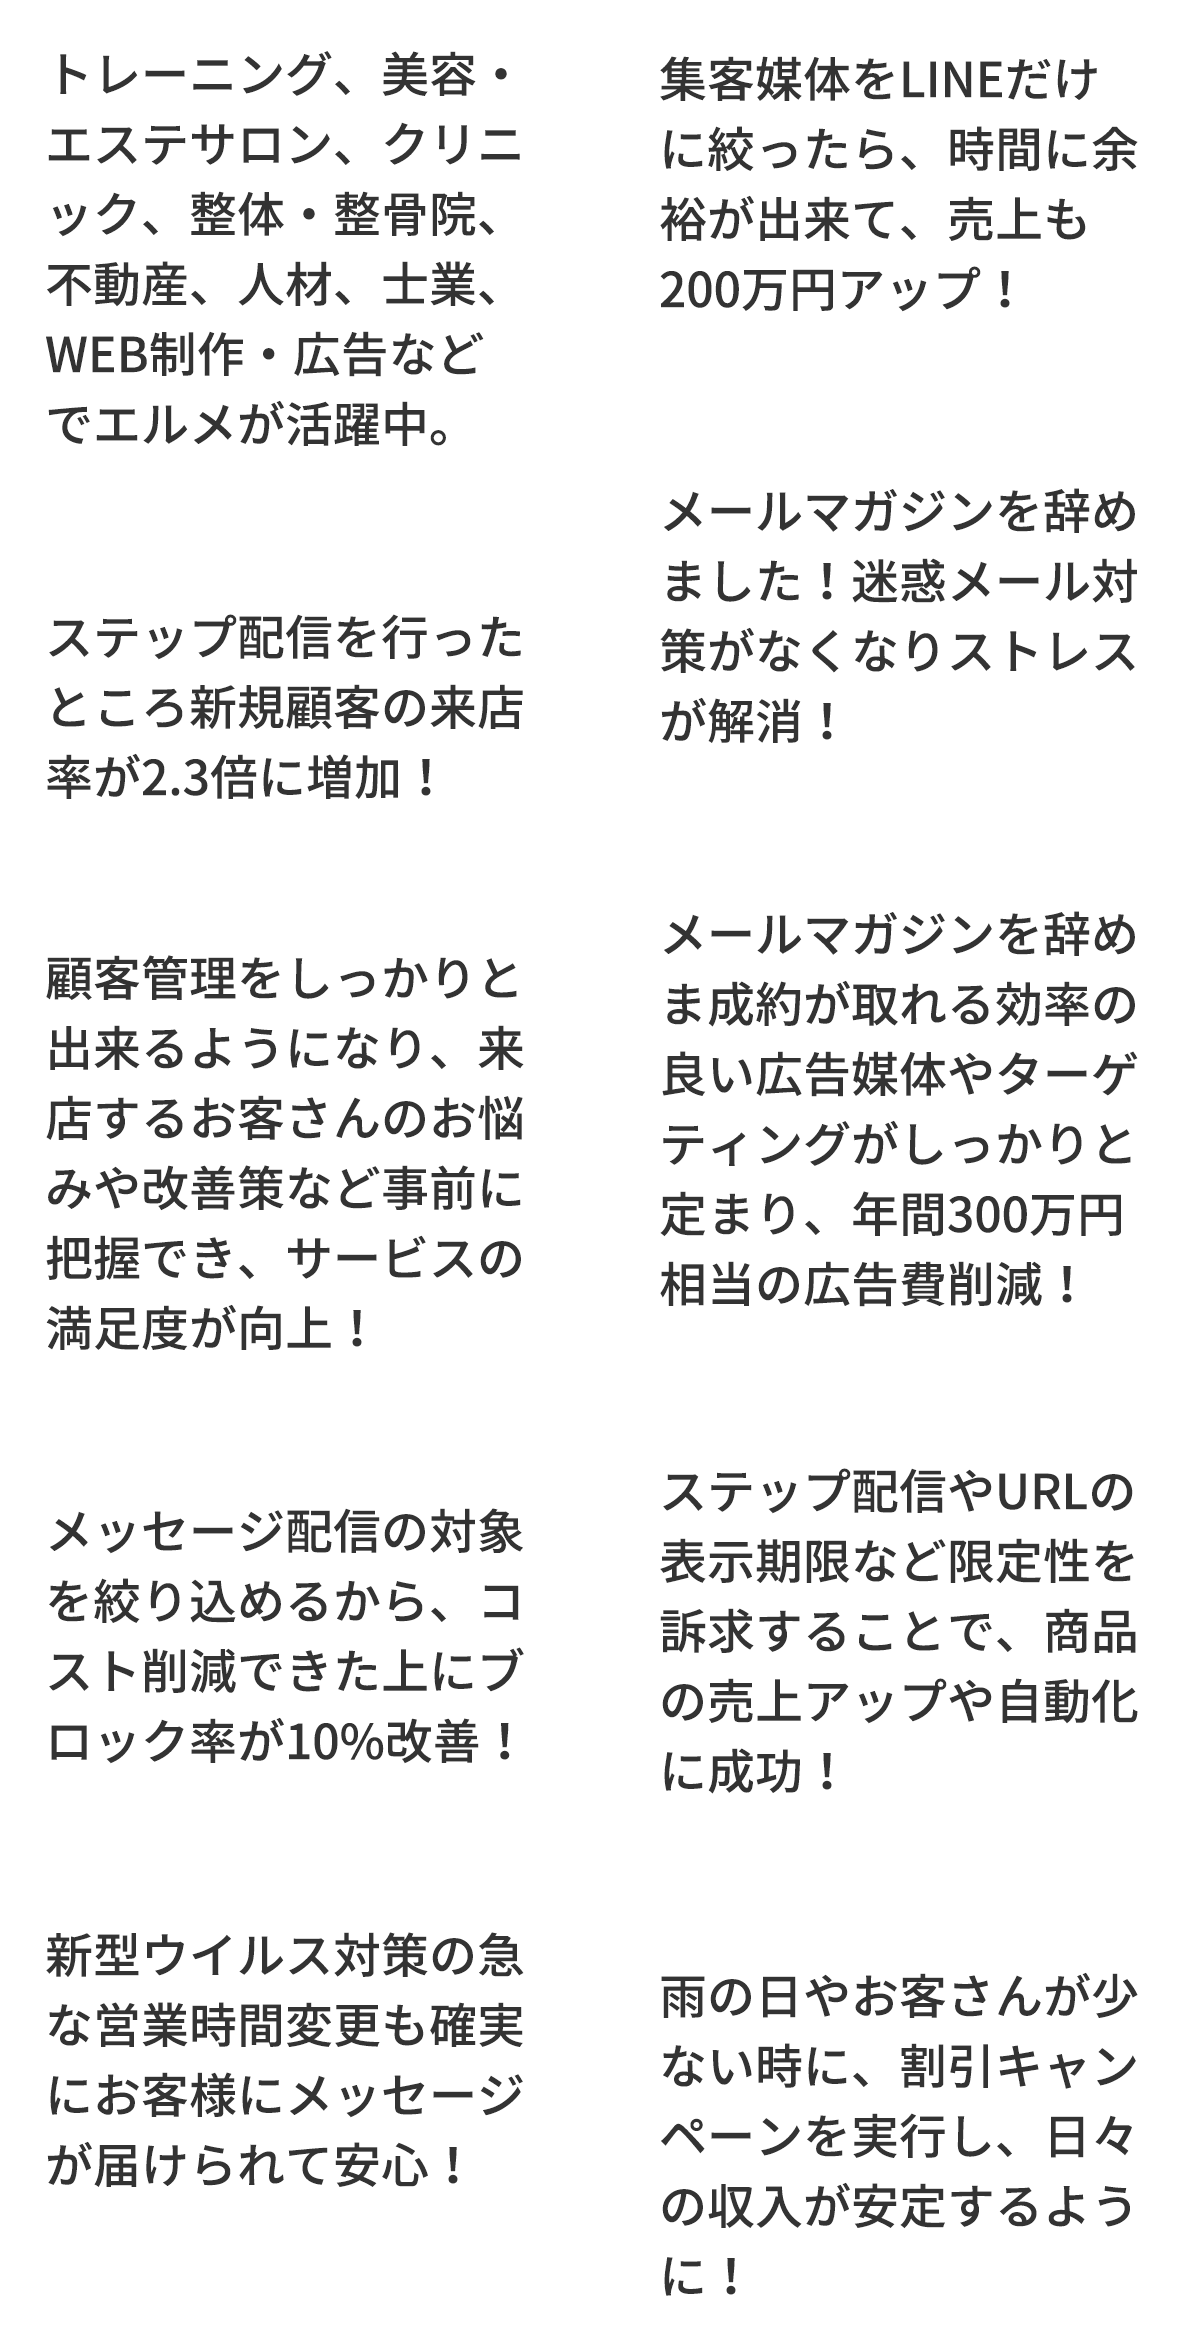 トレーニング、美容・
エステサロン、クリニ
ック、整体・整骨院、
不動産、人材、士業、
WEB制作・広告など
でエルメが活躍中。
ステップ配信を行った
ところ新規顧客の来店
率が2.3倍に増加！
顧客管理をしっかりと
出来るようになり、来
店するお客さんのお悩
みや改善策など事前に
把握でき、サービスの
満足度が向上！
メッセージ配信の対象
を絞り込めるから、コ
スト削減できた上にブ
ロック率が10%改善！
新型ウイルス対策の急
な営業時間変更も確実
にお客様にメッセージ
が届けられて安心！
集客媒体をLINEだけ
に絞ったら、時間に余
裕が出来て、売上も
200万円アップ！
メールマガジンを辞め
ました！迷惑メール対
策がなくなりストレス
が解消！
メールマガジンを辞め
ま成約が取れる効率の
良い広告媒体やターゲ
ティングがしっかりと
定まり、年間300万円
相当の広告費削減！
ステップ配信やURLの
表示期限など限定性を
訴求することで、商品
の売上アップや自動化
に成功！
雨の日やお客さんが少
ない時に、割引キャン
ペーンを実行し、日々
の収入が安定するよう
に！